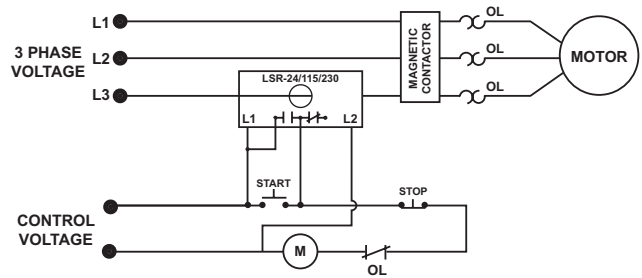 L1
OL
3 PHASE
VOLTAGE
L2
MAGNETIC
CONTACTOR
OL
MOTOR
LSR-24/115/230
L3
OL
L1
L2
START
STOP
CONTROL
VOLTAGE
M
OL